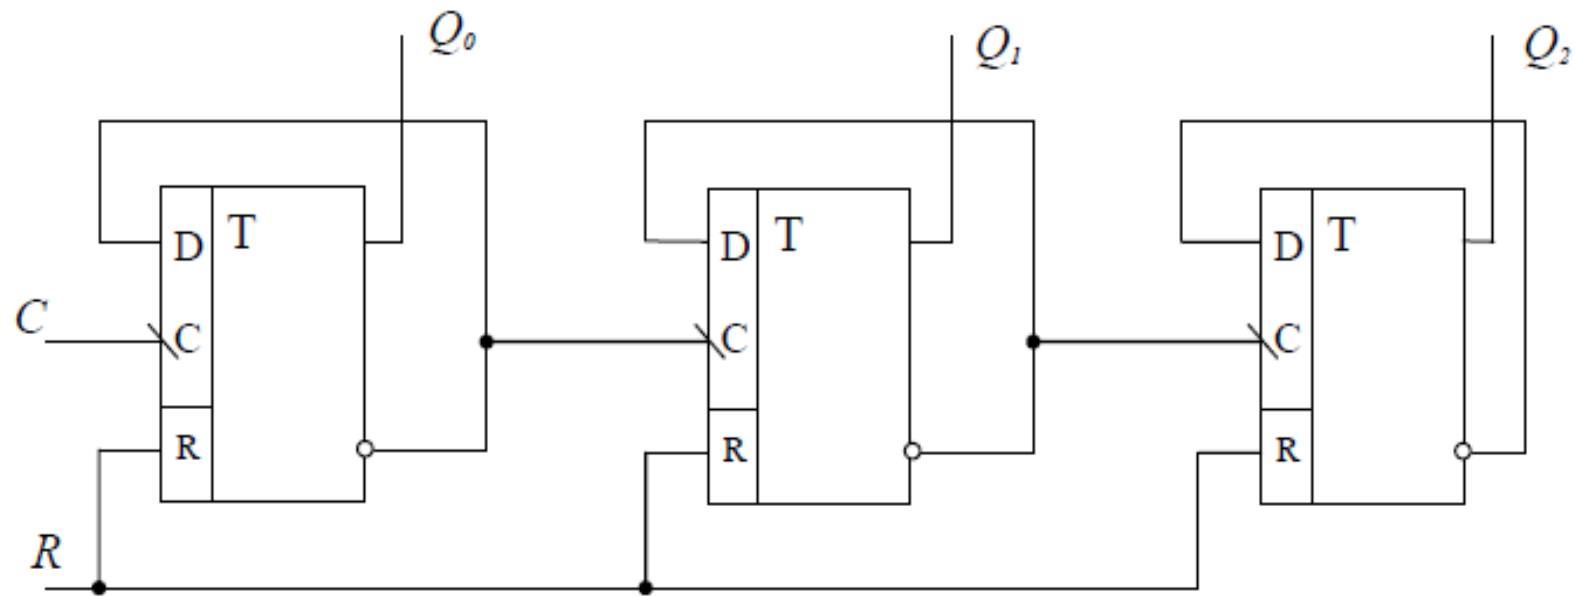 Q₀ Q₁ Q₂
T T T
D D D
C C C C
R R R
R